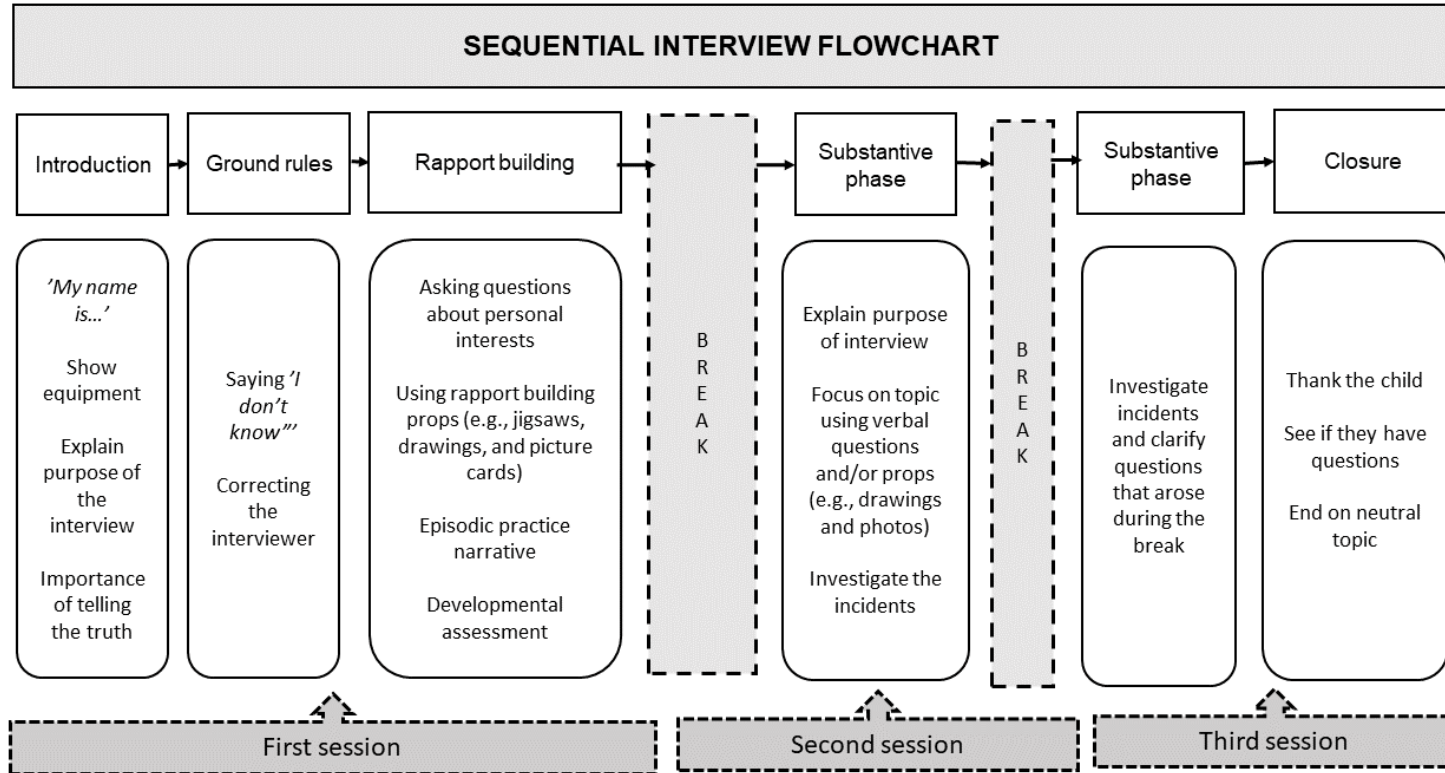 SEQUENTIAL INTERVIEW FLOWCHART
Introduction
Ground rules
Rapport building
Substantive
phase
Substantive
phase
Closure
’My name
is…’
Show
equipment
Explain
purpose of
the
interview
Importance
of telling
the truth
Saying ’I
don’t
know”’
Correcting
the
interviewer
Asking questions
about personal
interests
Using rapport building
props (e.g., jigsaws,
drawings, and picture
cards)
Episodic practice
narrative
Developmental
assessment
B
R
E
A
K
Explain purpose
of interview
Focus on topic
using verbal
questions
and/or props
(e.g., drawings
and photos)
Investigate the
incidents
B
R
E
A
K
Investigate
incidents
and clarify
questions
that arose
during the
break
Thank the child
See if they have
questions
End on neutral
topic
First session
Second session
Third session